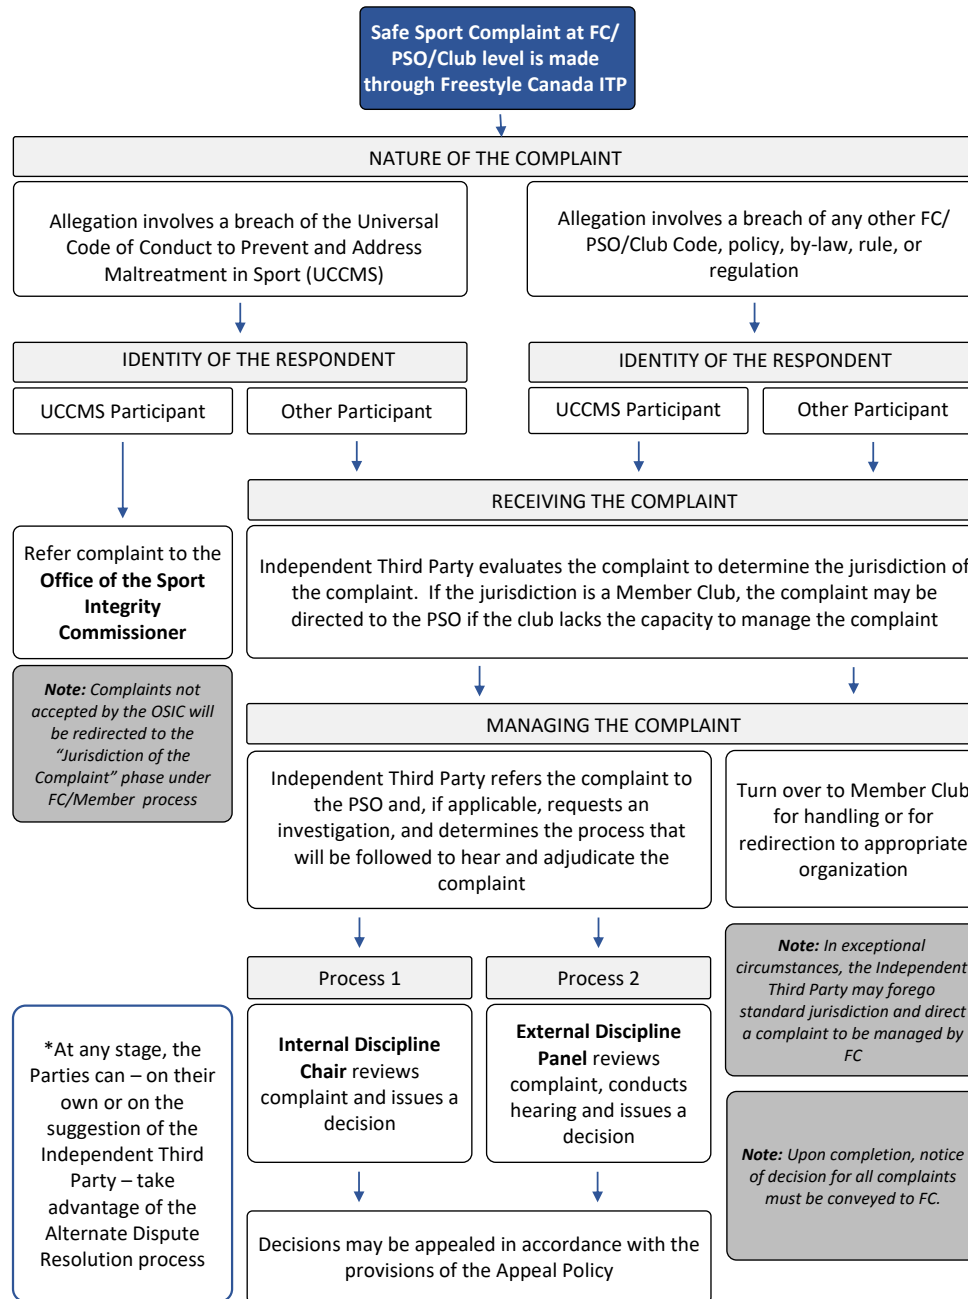 Safe Sport Complaint at FC/
PSO/Club level is made
through Freestyle Canada ITP
NATURE OF THE COMPLAINT
Allegation involves a breach of the Universal
Code of Conduct to Prevent and Address
Maltreatment in Sport (UCCMS)
Allegation involves a breach of any other FC/
PSO/Club Code, policy, by-law, rule, or
regulation
IDENTITY OF THE RESPONDENT
IDENTITY OF THE RESPONDENT
UCCMS Participant
Other Participant
UCCMS Participant
Other Participant
RECEIVING THE COMPLAINT
Refer complaint to the
Office of the Sport
Integrity
Commissioner
Independent Third Party evaluates the complaint to determine the jurisdiction of
the complaint. If the jurisdiction is a Member Club, the complaint may be
directed to the PSO if the club lacks the capacity to manage the complaint
Note: Complaints not
accepted by the OSIC will
be redirected to the
“Jurisdiction of the
Complaint” phase under
FC/Member process
MANAGING THE COMPLAINT
Independent Third Party refers the complaint to
the PSO and, if applicable, requests an
investigation, and determines the process that
will be followed to hear and adjudicate the
complaint
Turn over to Member Club
for handling or for
redirection to appropriate
organization
Note: In exceptional
circumstances, the Independent
Third Party may forego
standard jurisdiction and direct
a complaint to be managed by
FC
Process 1
Process 2
Internal Discipline
Chair reviews
complaint and issues a
decision
External Discipline
Panel reviews
complaint, conducts
hearing and issues a
decision
*At any stage, the
Parties can – on their
own or on the
suggestion of the
Independent Third
Party – take
advantage of the
Alternate Dispute
Resolution process
Note: Upon completion, notice
of decision for all complaints
must be conveyed to FC.
Decisions may be appealed in accordance with the
provisions of the Appeal Policy